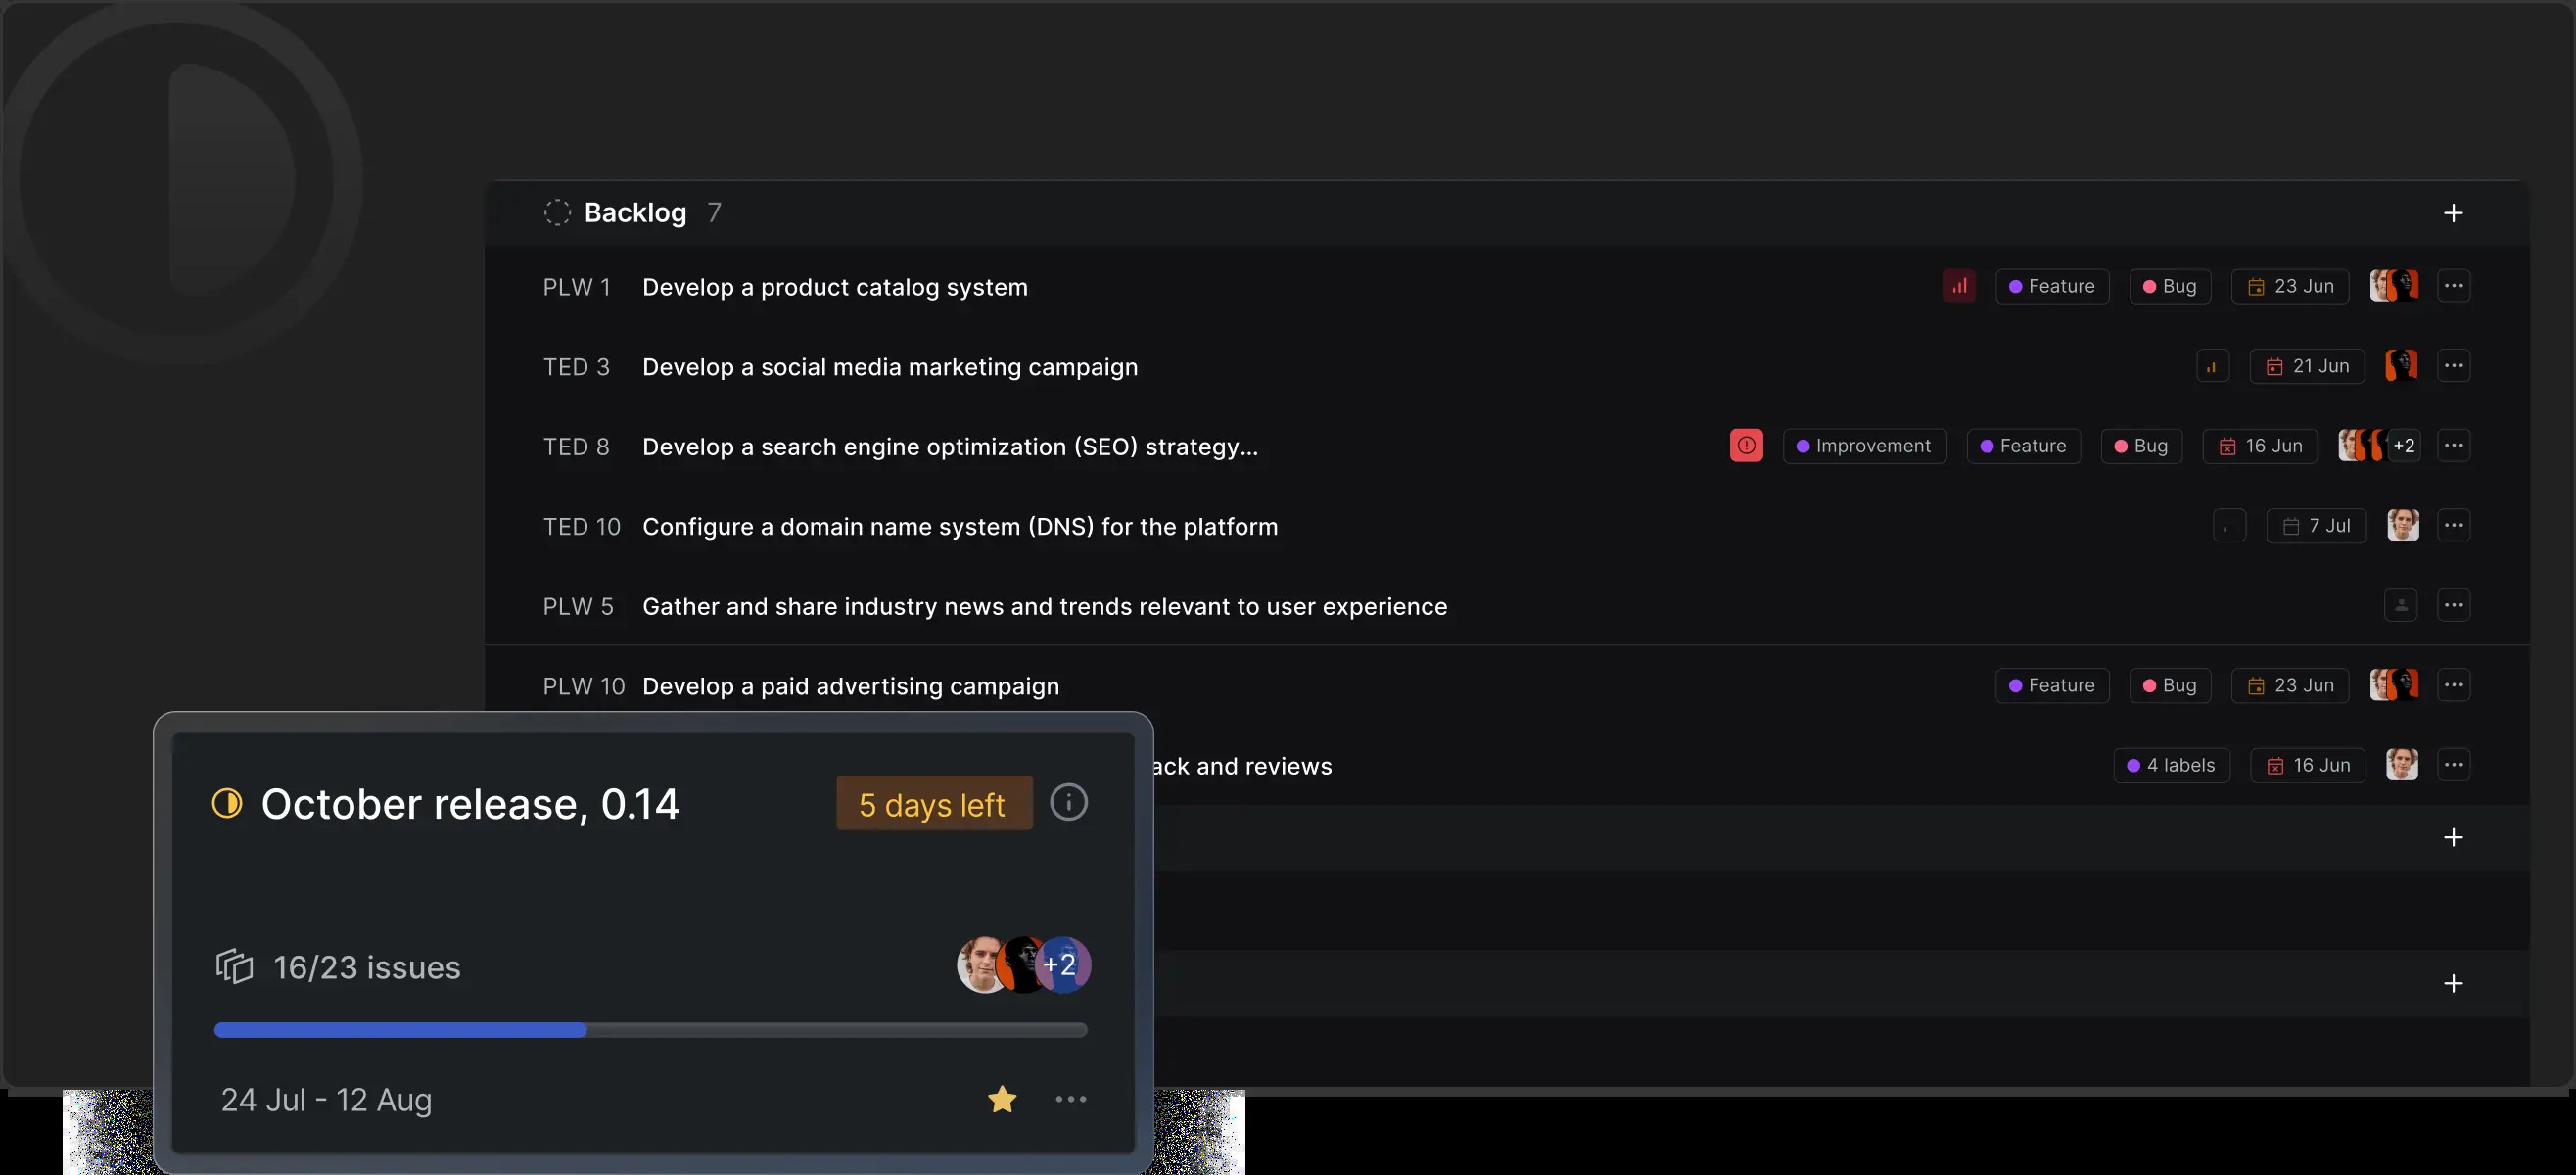 Backlog 7
PLW 1 Develop a product catalog system Feature Bug 23 Jun
TED 3 Develop a social media marketing campaign 21 Jun
TED 8 Develop a search engine optimization (SEO) strategy... Improvement Feature Bug 16 Jun +2
TED 10 Configure a domain name system (DNS) for the platform 7 Jul
PLW 5 Gather and share industry news and trends relevant to user experience
PLW 10 Develop a paid advertising campaign Feature Bug 23 Jun
and reviews 4 labels 16 Jun
October release, 0.14 5 days left
16/23 issues +2
24 Jul - 12 Aug